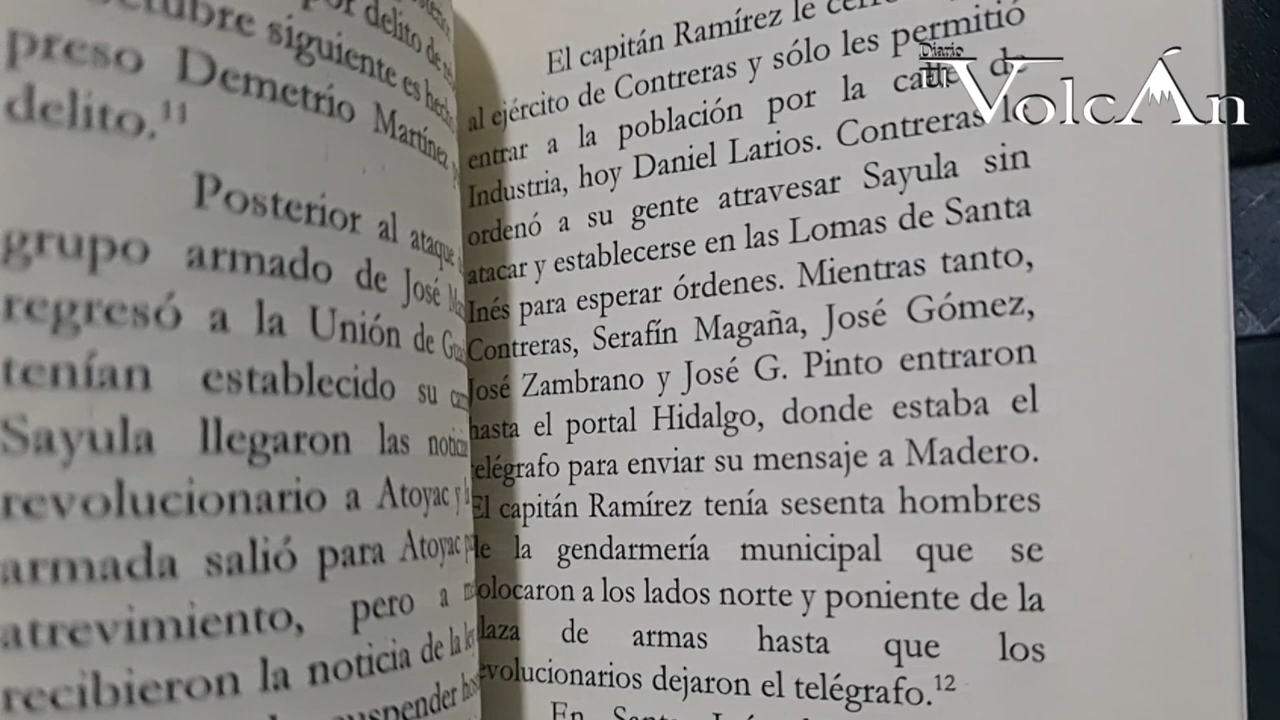 siguiente es
preso Demetrio Martínez
delito.11
Posterior al ataque
grupo armado de José
regresó a la Unión de
tenían establecido su
Sayula llegaron las
revolucionario a Atoyac y
armada salió para Atoyac
atrevimiento, pero a
recibieron la noticia de la
suspender
El capitán Ramírez le
al ejército de Contreras y sólo les permitió
entrar a la población por la calle de
Industria, hoy Daniel Larios. Contreras
ordenó a su gente atravesar Sayula sin
atacar y establecerse en las Lomas de Santa
Inés para esperar órdenes. Mientras tanto,
Contreras, Serafín Magaña, José Gómez,
José Zambrano y José G. Pinto entraron
hasta el portal Hidalgo, donde estaba el
telégrafo para enviar su mensaje a Madero.
El capitán Ramírez tenía sesenta hombres
de la gendarmería municipal que se
colocaron a los lados norte y poniente de la
plaza de armas hasta que los
revolucionarios dejaron el telégrafo.12
En
Diario
el
VolcÁn